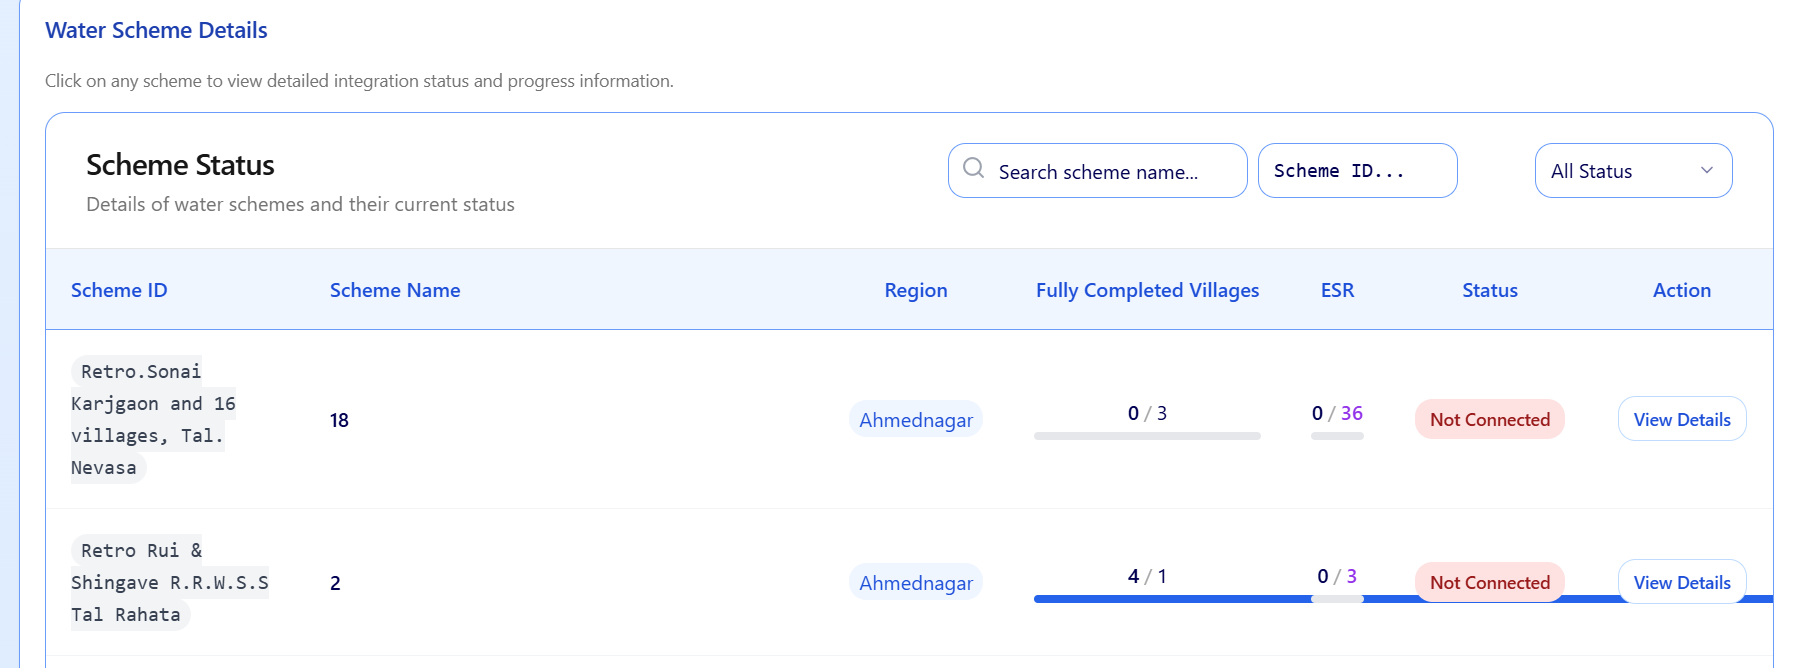 Water Scheme Details
Click on any scheme to view detailed integration status and progress information.
Scheme Status
Details of water schemes and their current status
Search scheme name...
Scheme ID...
All Status
Scheme ID
Scheme Name
Region
Fully Completed Villages
ESR
Status
Action
Retro.Sonai
Karjgaon and 16
villages, Tal.
Nevasa
18
Ahmednagar
0 / 3
0 / 36
Not Connected
View Details
Retro Rui &
Shingave R.R.W.S.S
Tal Rahata
2
Ahmednagar
4 / 1
0 / 3
Not Connected
View Details